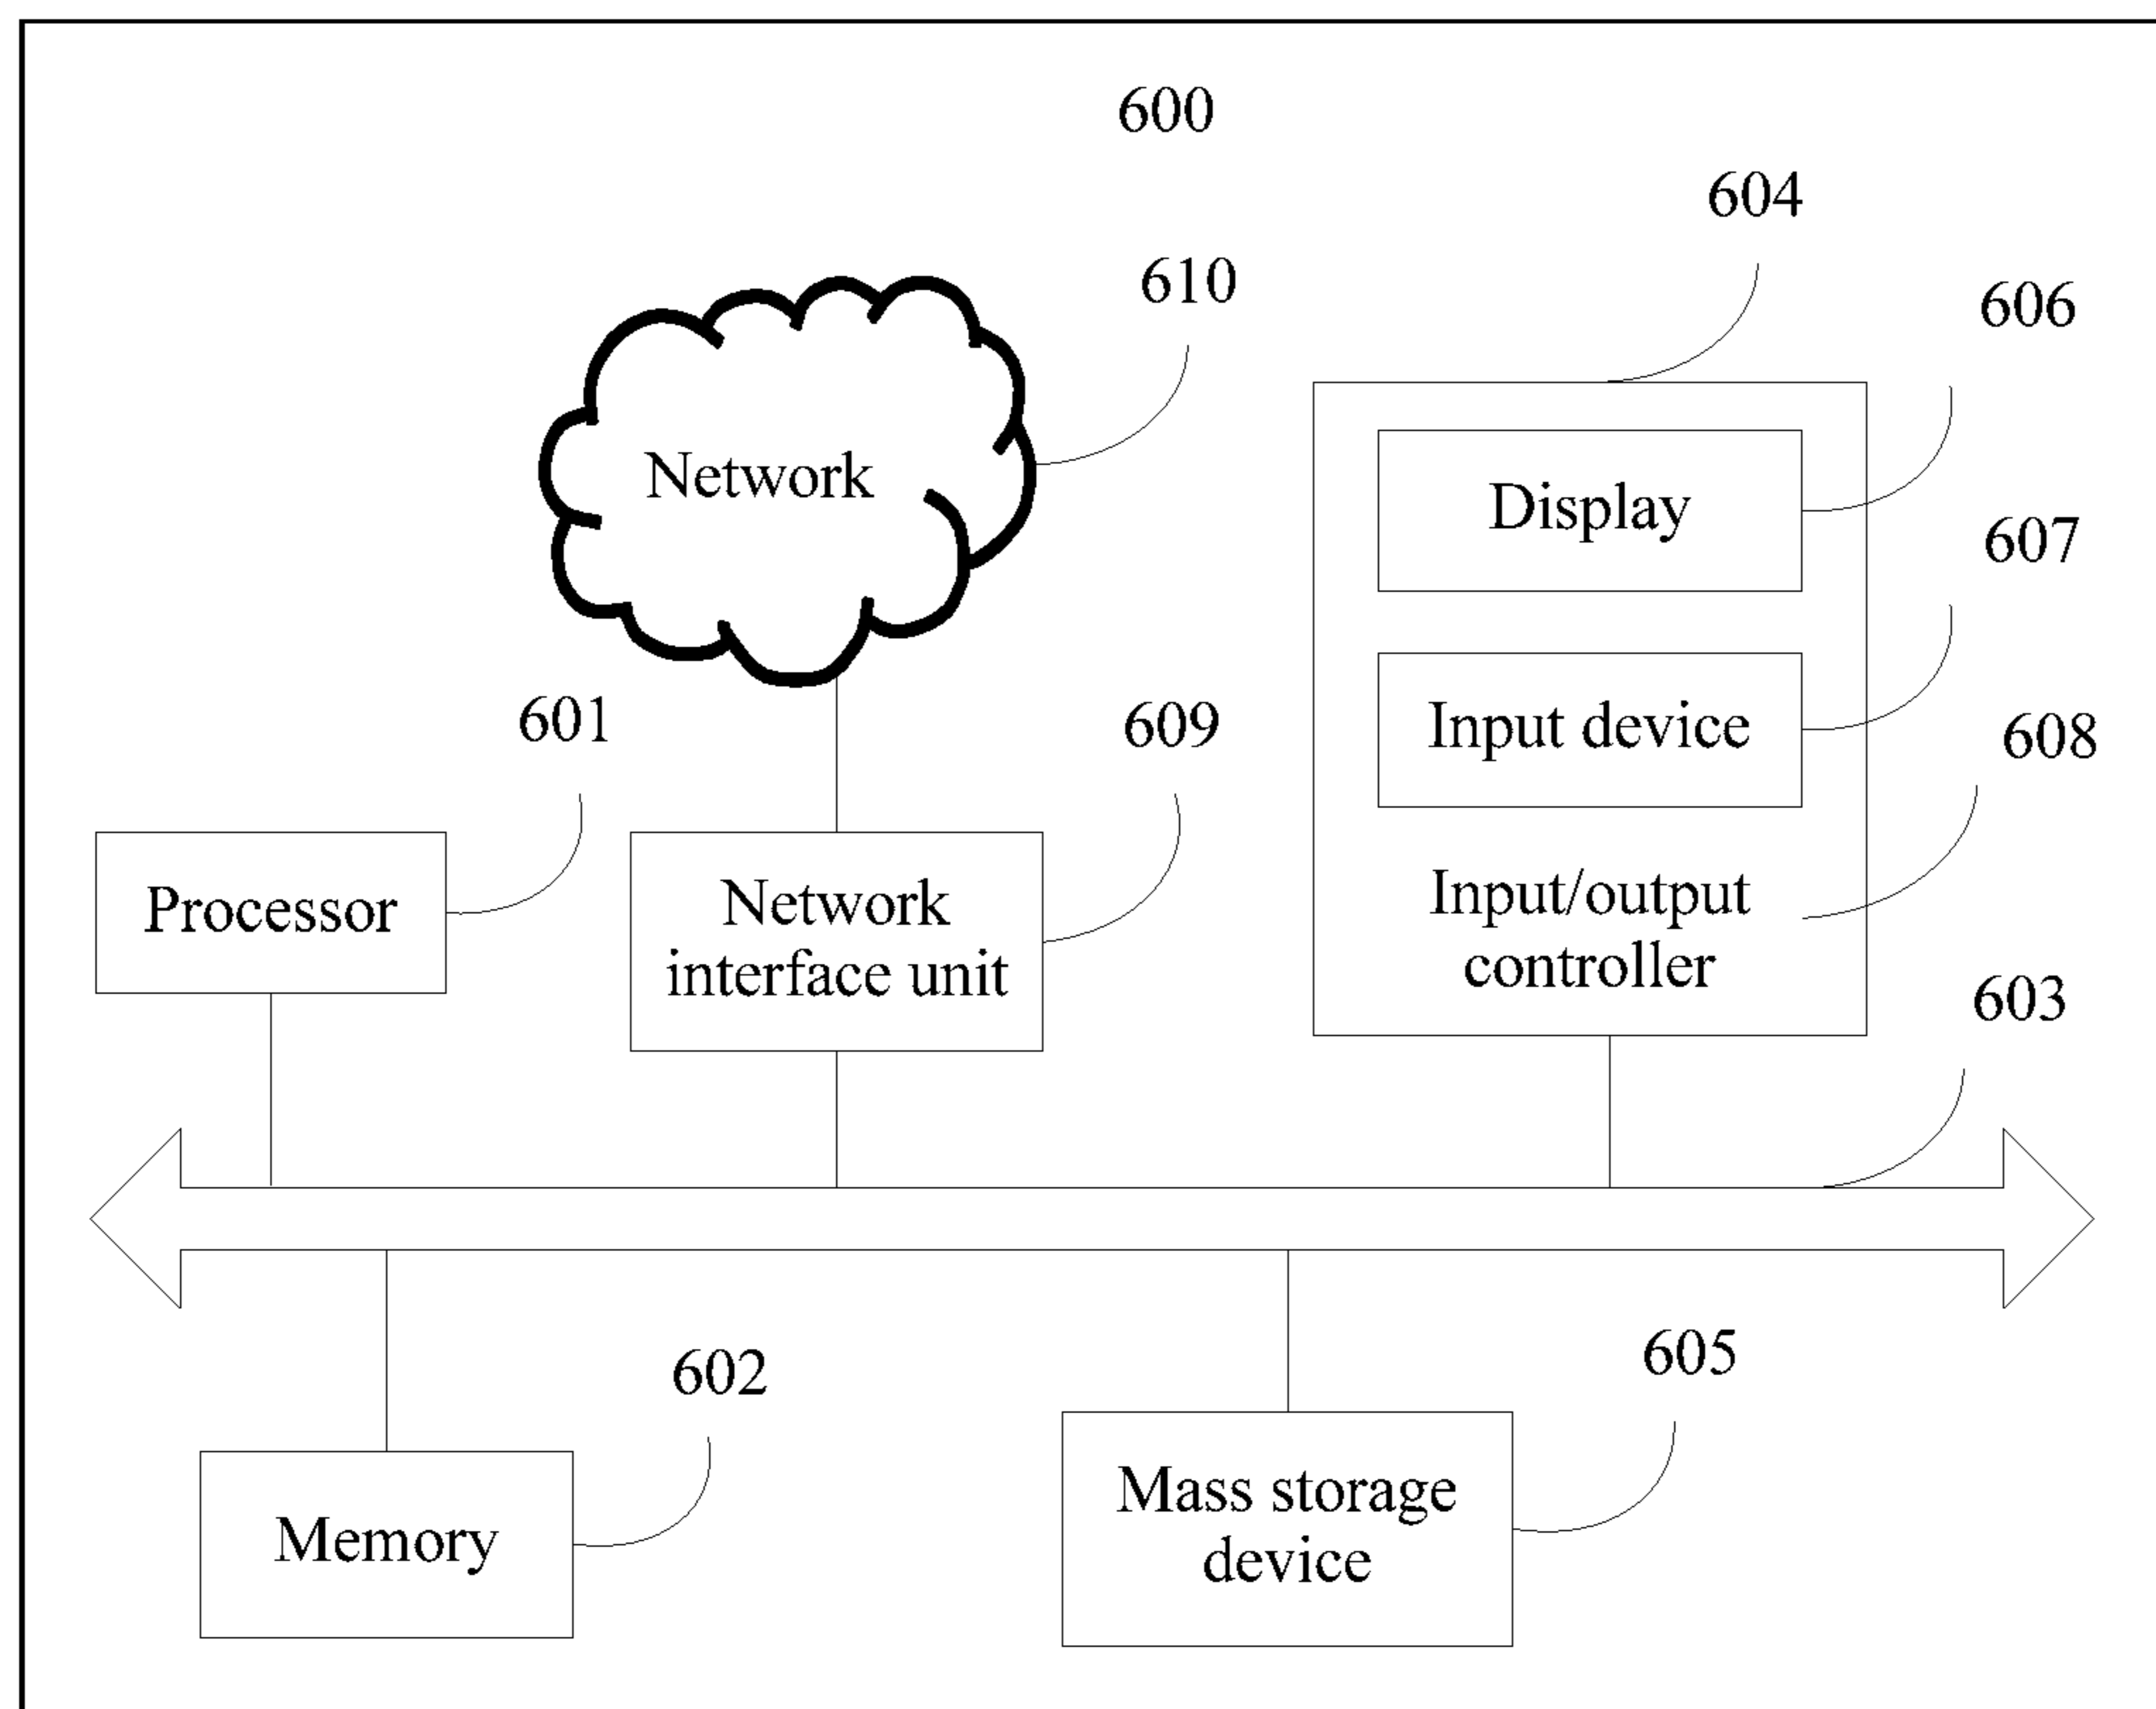 600
604
610
606
Network
Display
607
601
609
Input device
608
Processor
Network
interface unit
Input/output
controller
603
602
605
Memory
Mass storage
device